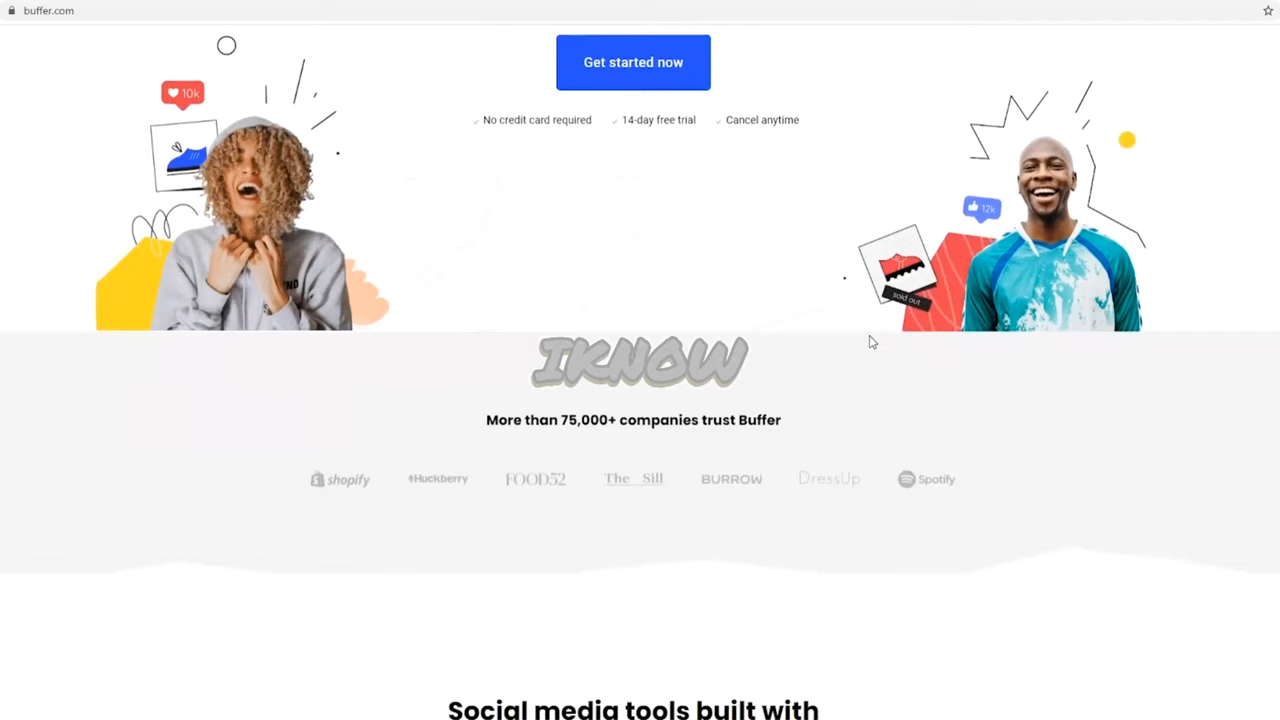 buffer.com
Get started now
10k
No credit card required
14-day free trial
Cancel anytime
12k
sold out
IKNOW
More than 75,000+ companies trust Buffer
shopify
Huckberry
FOOD52
The Sill
BURROW
DressUp
Spotify
Social media tools built with